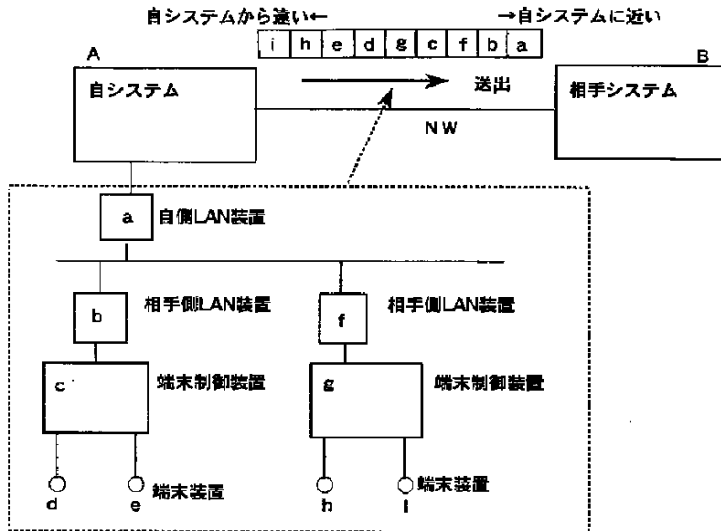 自システムから遠い← →自システムに近い
i h e d g c f b a
A B
自システム 送出 相手システム
NW
a 自側LAN装置
b 相手側LAN装置 f 相手側LAN装置
c 端末制御装置 g 端末制御装置
d e 端末装置 h i 端末装置